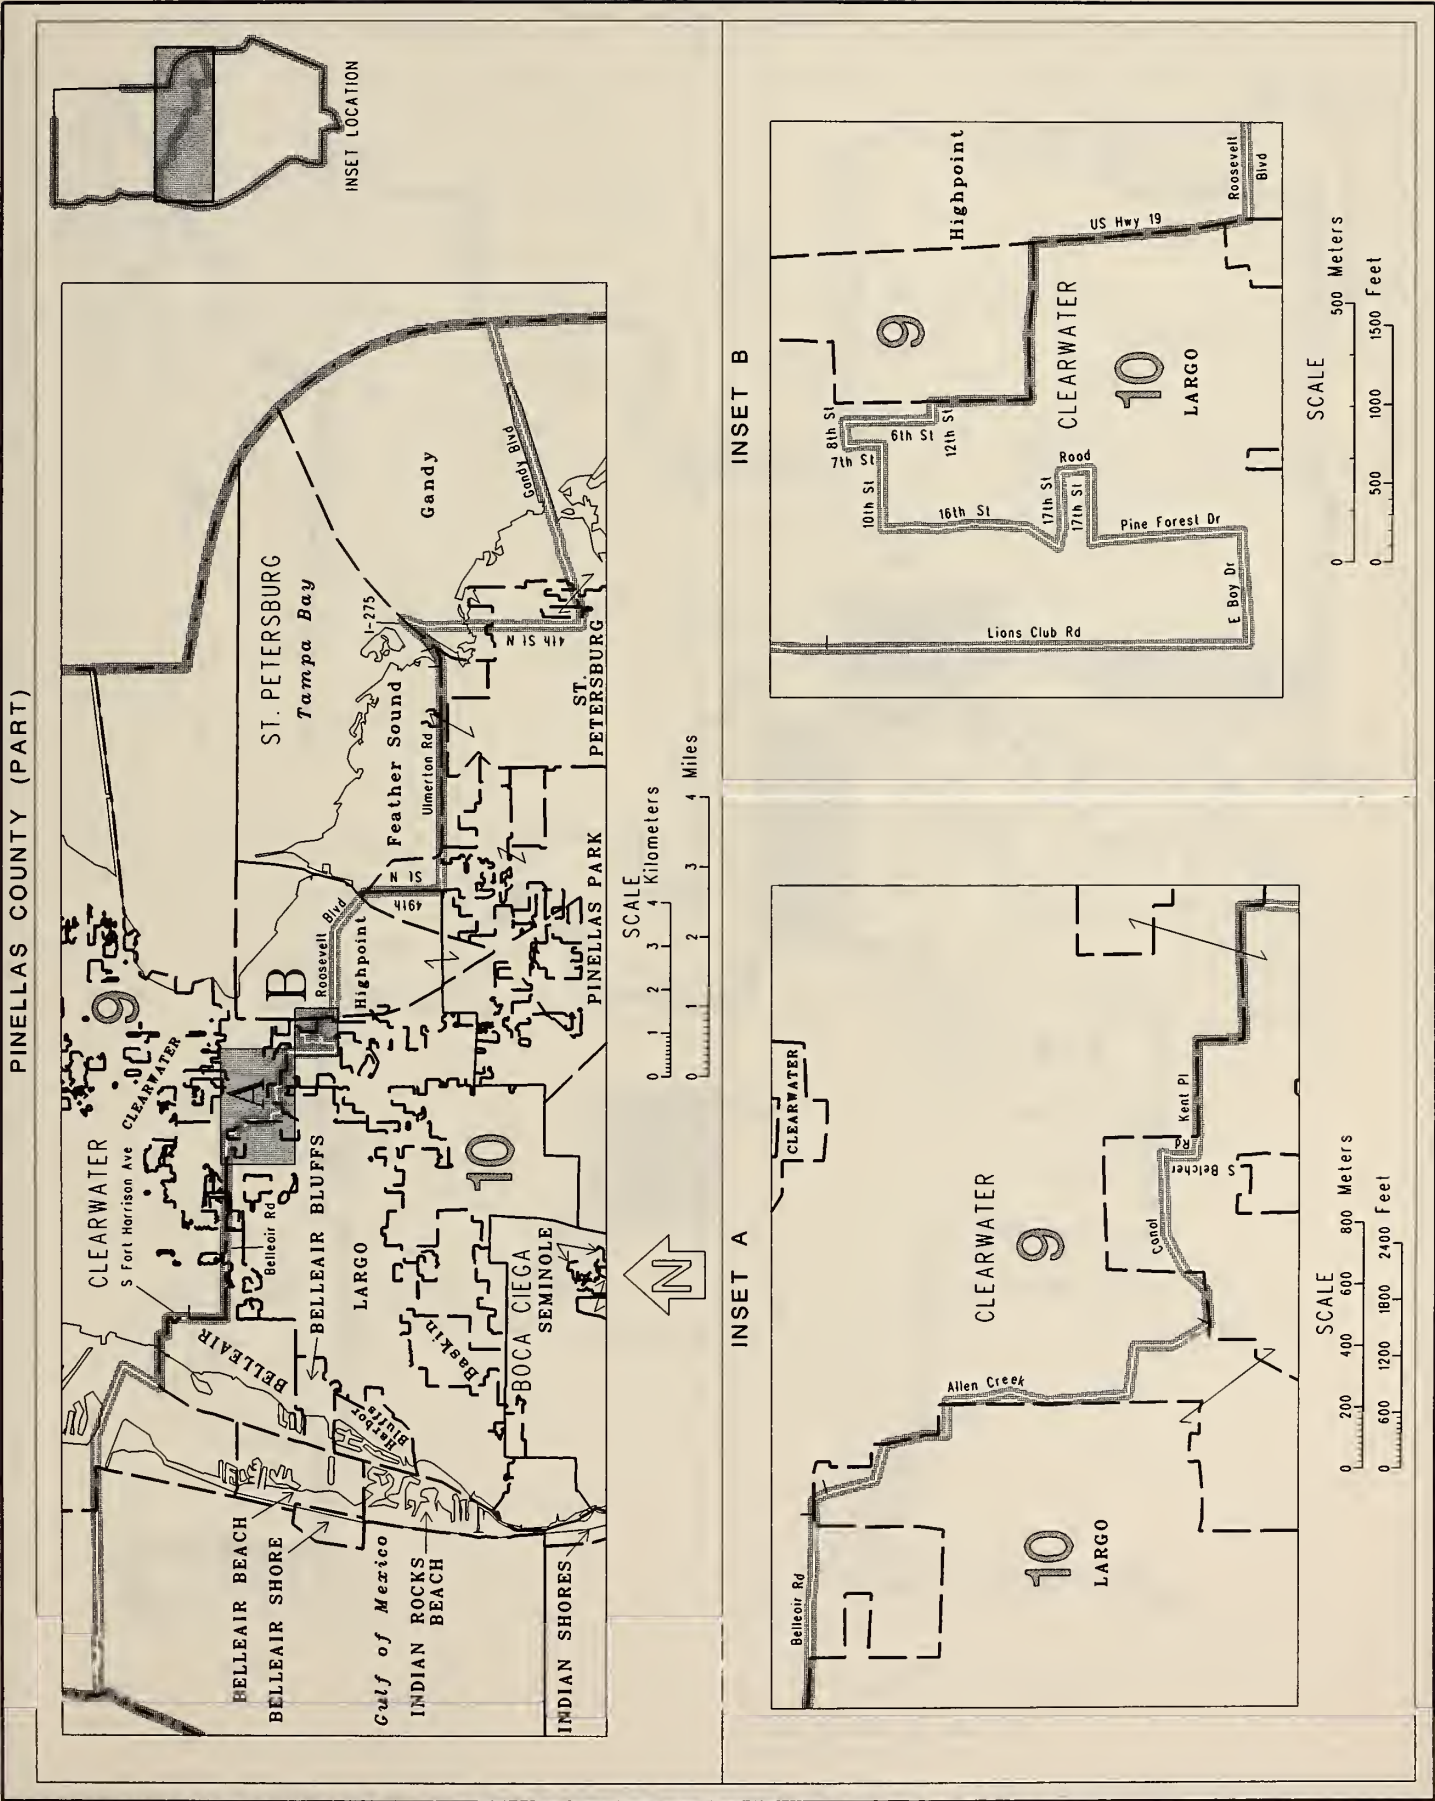 PINELLAS COUNTY (PART)
INSET LOCATION
9
CLEARWATER
CLEARWATER
S Fort Harrison Ave
A
B
Belleoir Rd
BELLEAIR
BELLEAIR BLUFFS
LARGO
10
Harbor
Bluffs
Baskin
BOCA CIEGA
SEMINOLE
BELLEAIR BEACH
BELLEAIR SHORE
Gulf of Mexico
INDIAN ROCKS
BEACH
INDIAN SHORES
Roosevelt Blvd
Highpoint
49th St N
Feather Sound
Ulmerton Rd
ST. PETERSBURG
Tampa Bay
I-275
4th St N
Gandy
Gandy Blvd
ST.
PETERSBURG
PINELLAS PARK
SCALE
0 1 2 3 4 Kilometers
0 1 2 3 4 Miles
N
INSET A
Belleoir Rd
CLEARWATER
CLEARWATER
9
Allen Creek
Canal
S Belcher Rd
Kent Pl
10
LARGO
SCALE
0 200 400 600 800 Meters
0 600 1200 1800 2400 Feet
INSET B
Highpoint
9
US Hwy 19
Roosevelt
Blvd
CLEARWATER
10
LARGO
8th St
7th St
6th St
12th St
10th St
16th St
17th St
17th St
Rood
Pine Forest Dr
E Boy Dr
Lions Club Rd
SCALE
0 500 Meters
0 500 1000 1500 Feet